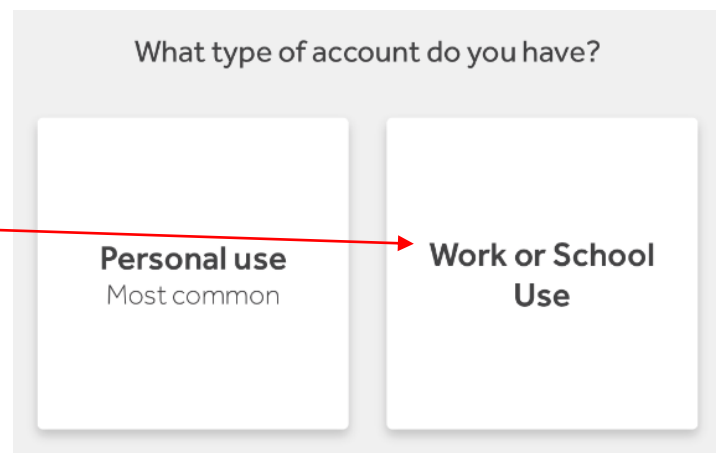 What type of account do you have?
Personal use
Most common
Work or School
Use